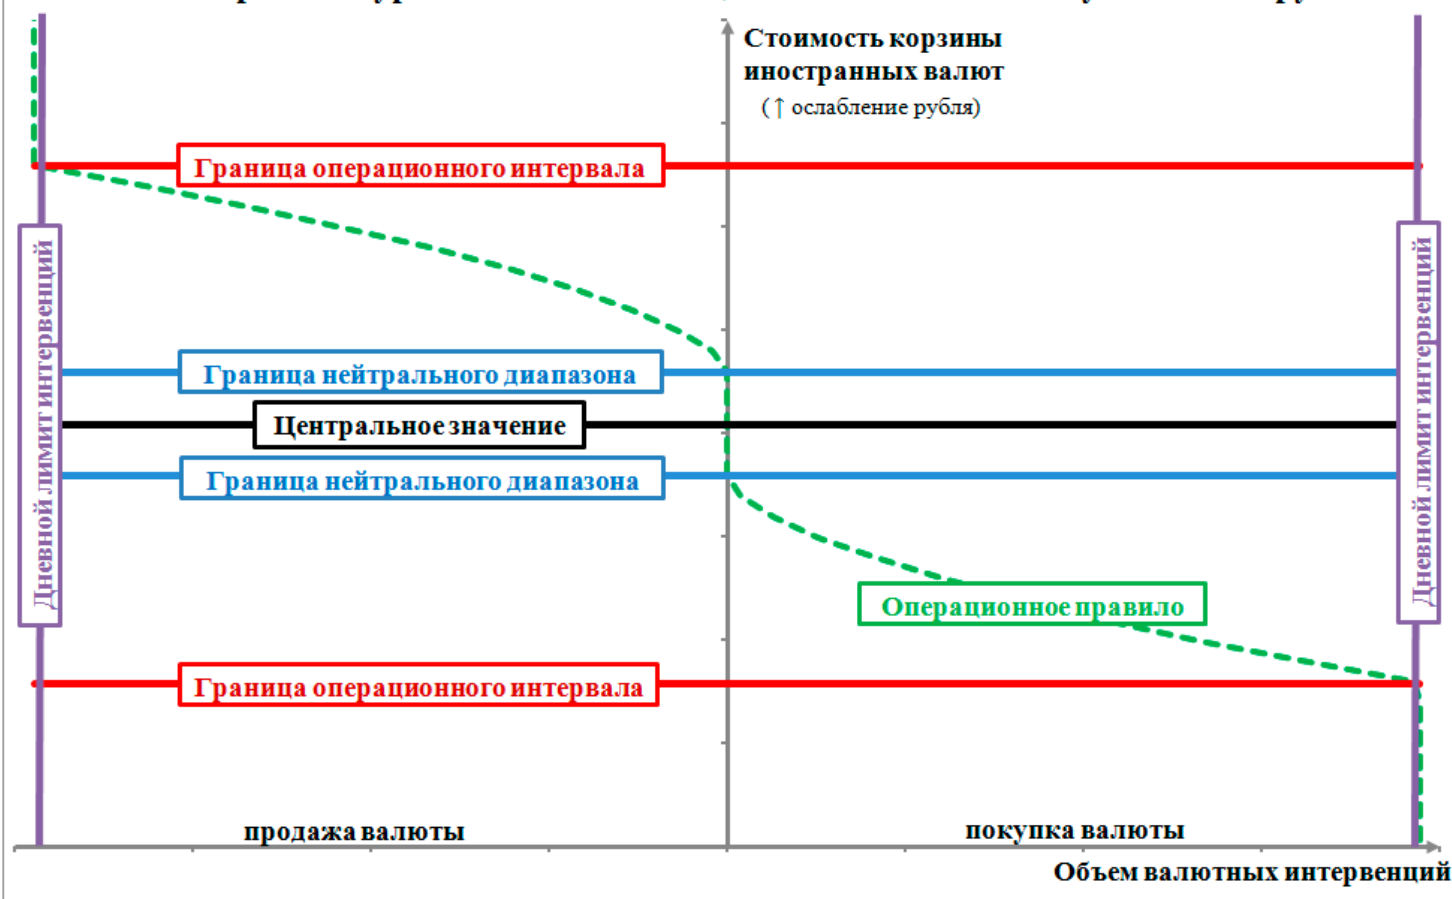 Стоимость корзины
иностранных валют
(↑ ослабление рубля)
Граница операционного интервала
Дневной лимит интервенций
Дневной лимит интервенций
Граница нейтрального диапазона
Центральное значение
Граница нейтрального диапазона
Операционное правило
Граница операционного интервала
продажа валюты
покупка валюты
Объем валютных интервенций